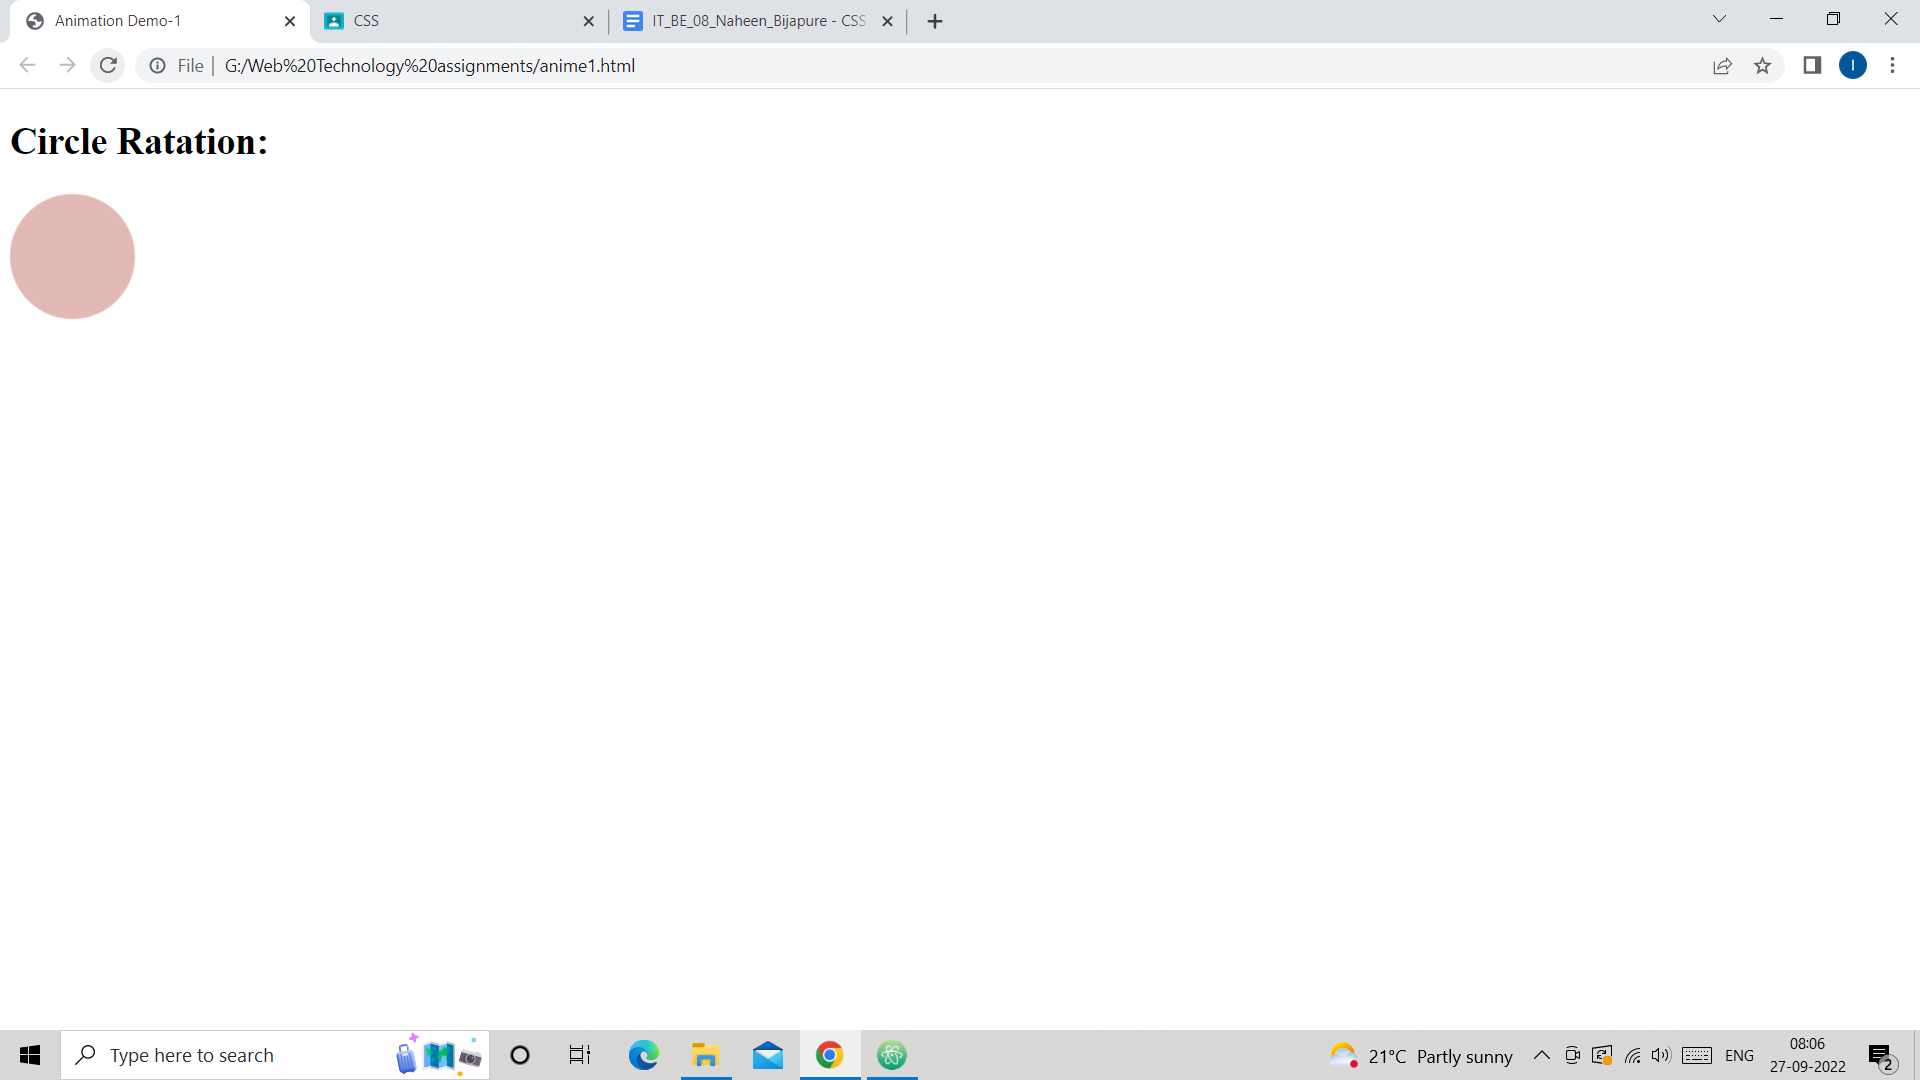 Animation Demo-1
CSS
IT_BE_08_Naheen_Bijapure - CSS
File
G:/Web%20Technology%20assignments/anime1.html
I
Circle Ratation:
Type here to search
21°C Partly sunny
ENG
08:06
27-09-2022
2